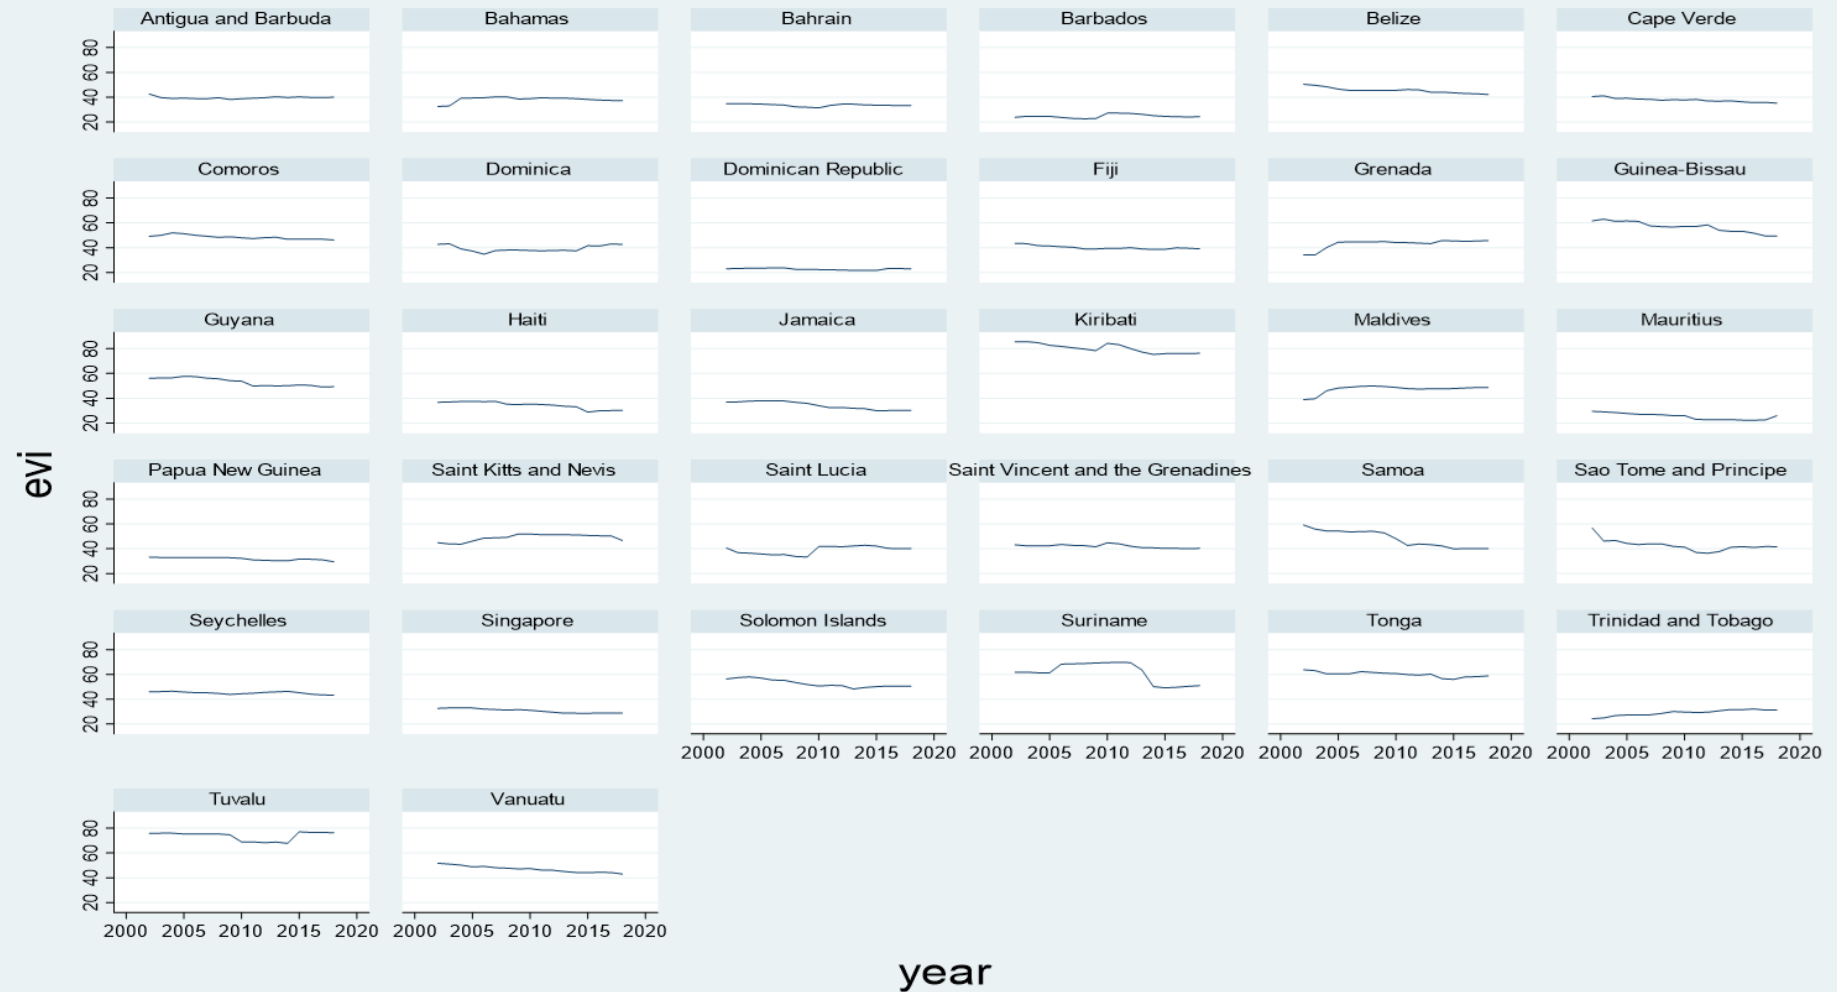 Antigua and Barbuda
Bahamas
Bahrain
Barbados
Belize
Cape Verde
80
60
40
20
Comoros
Dominica
Dominican Republic
Fiji
Grenada
Guinea-Bissau
80
60
40
20
Guyana
Haiti
Jamaica
Kiribati
Maldives
Mauritius
80
60
40
20
evi
Papua New Guinea
Saint Kitts and Nevis
Saint Lucia
Saint Vincent and the Grenadines
Samoa
Sao Tome and Principe
80
60
40
20
Seychelles
Singapore
Solomon Islands
Suriname
Tonga
Trinidad and Tobago
80
60
40
20
2000 2005 2010 2015 2020
2000 2005 2010 2015 2020
2000 2005 2010 2015 2020
2000 2005 2010 2015 2020
Tuvalu
Vanuatu
80
60
40
20
2000 2005 2010 2015 2020
2000 2005 2010 2015 2020
year